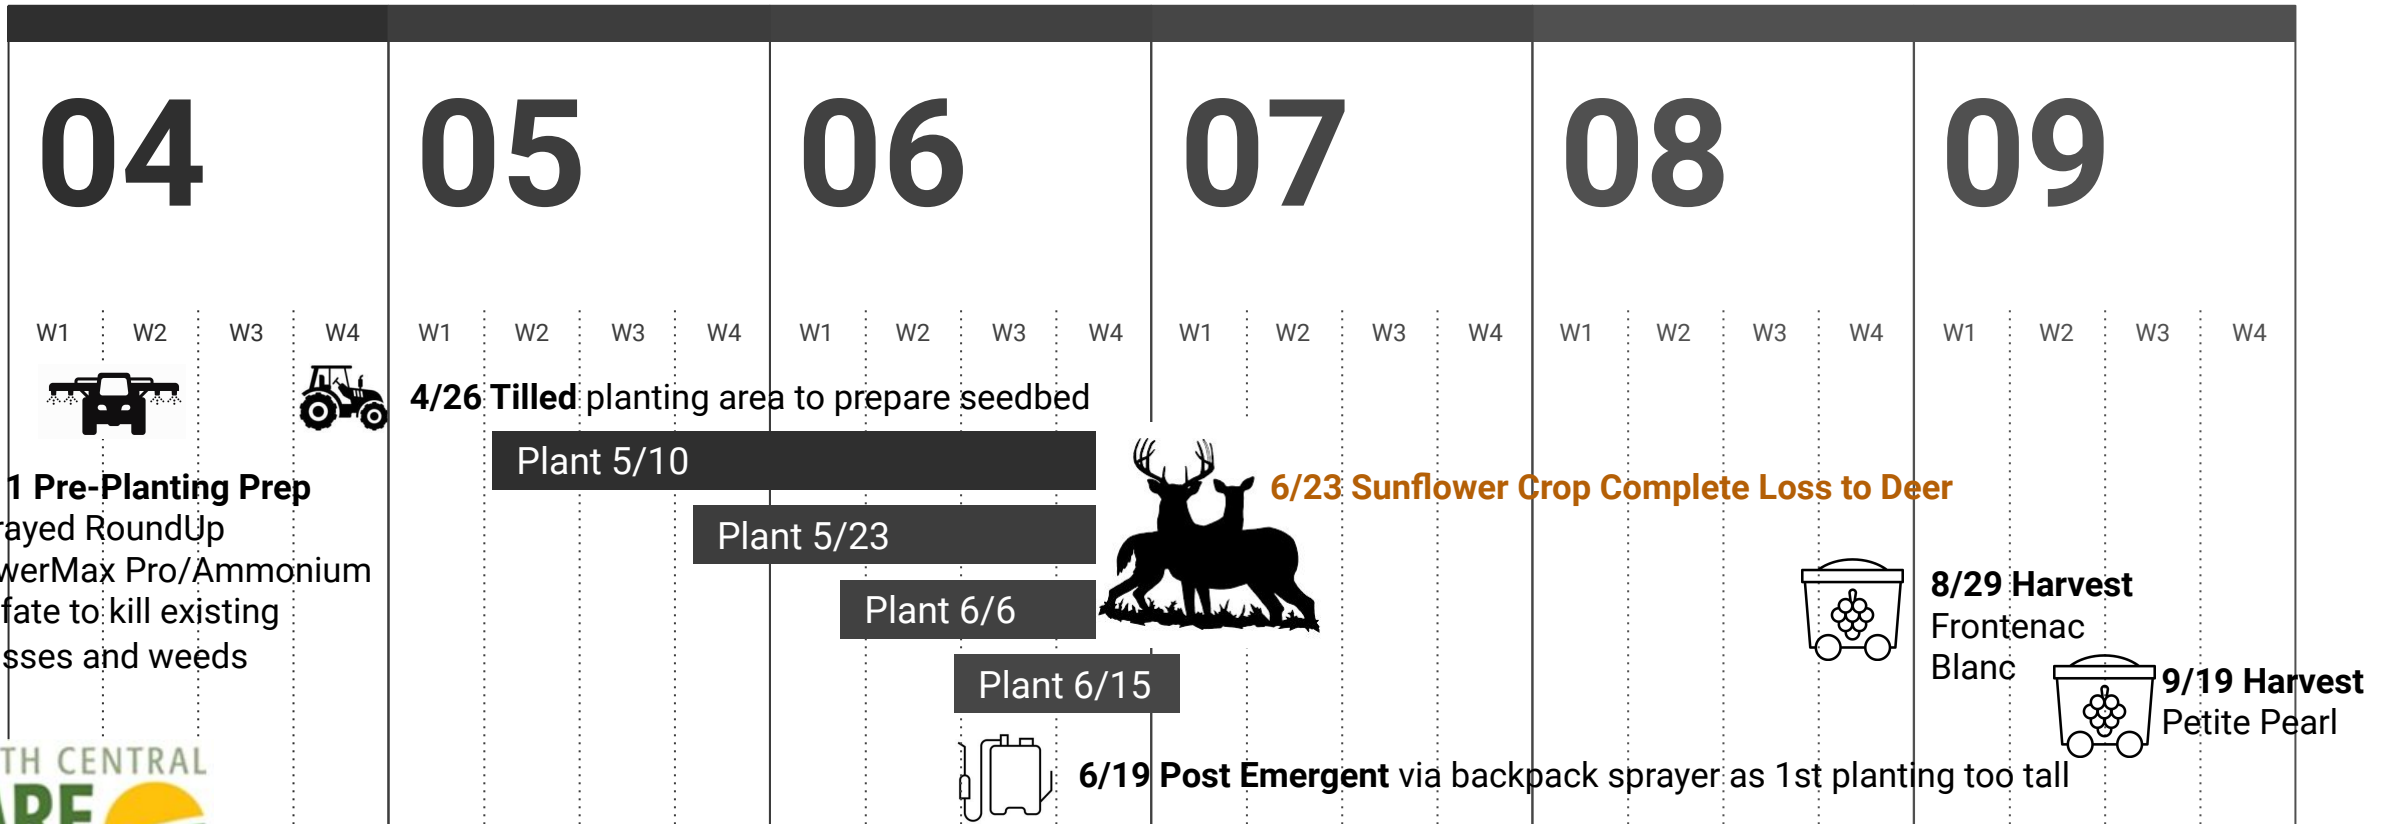 04 05 06 07 08 09
W1 W2 W3 W4 W1 W2 W3 W4 W1 W2 W3 W4 W1 W2 W3 W4 W1 W2 W3 W4 W1 W2 W3 W4
4/26 Tilled planting area to prepare seedbed
Plant 5/10
1 Pre-Planting Prep
rayed RoundUp
werMax Pro/Ammonium
fate to kill existing
sses and weeds
6/23 Sunflower Crop Complete Loss to Deer
Plant 5/23
Plant 6/6
Plant 6/15
8/29 Harvest
Frontenac
Blanc
9/19 Harvest
Petite Pearl
6/19 Post Emergent via backpack sprayer as 1st planting too tall
TH CENTRAL
ARE